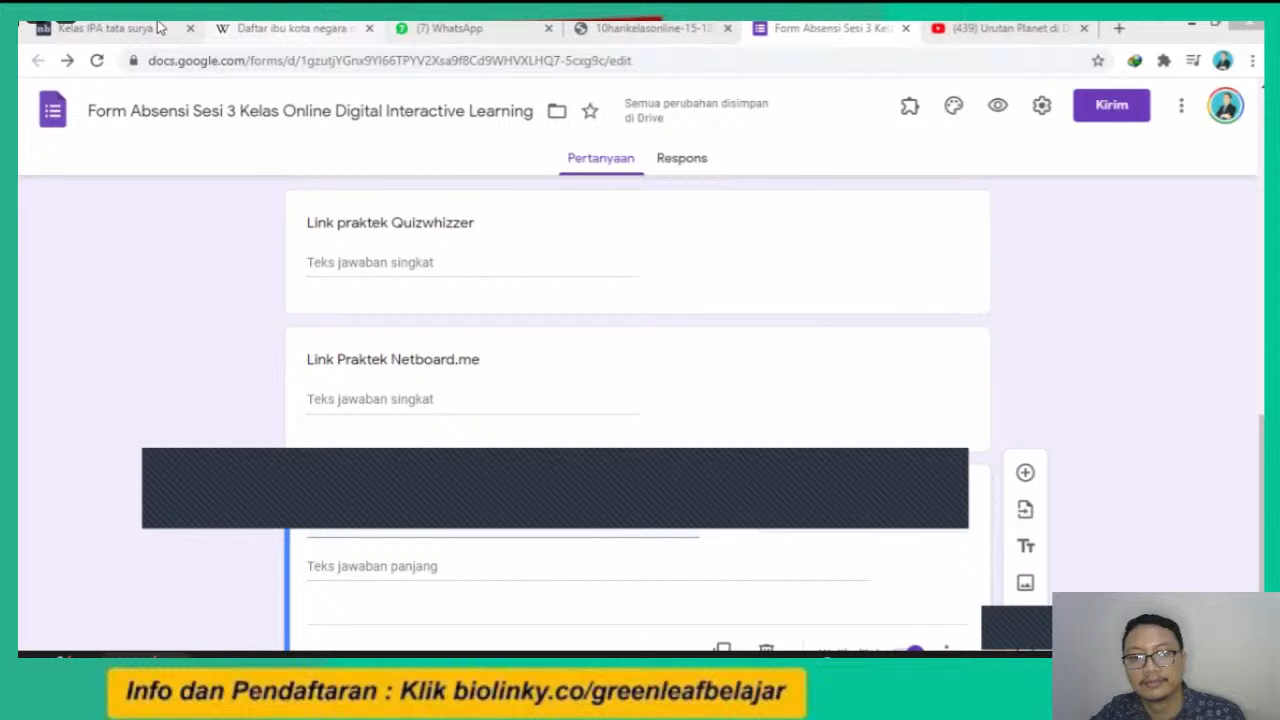 Kelas IPA tata surya
Daftar ibu kota negara
(7) WhatsApp
10harikelasonline-15-12
Form Absensi Sesi 3 Kela
(439) Urutan Planet di
docs.google.com/forms/d/1gzutjYGnx9Yl66TPYV2Xsa9f8Cd9WHVXLHQ7-5cxg9c/edit
Form Absensi Sesi 3 Kelas Online Digital Interactive Learning
Semua perubahan disimpan
di Drive
Kirim
Pertanyaan
Respons
Link praktek Quizwhizzer
Teks jawaban singkat
Link Praktek Netboard.me
Teks jawaban singkat
Teks jawaban panjang
Info dan Pendaftaran : Klik biolinky.co/greenleafbelajar